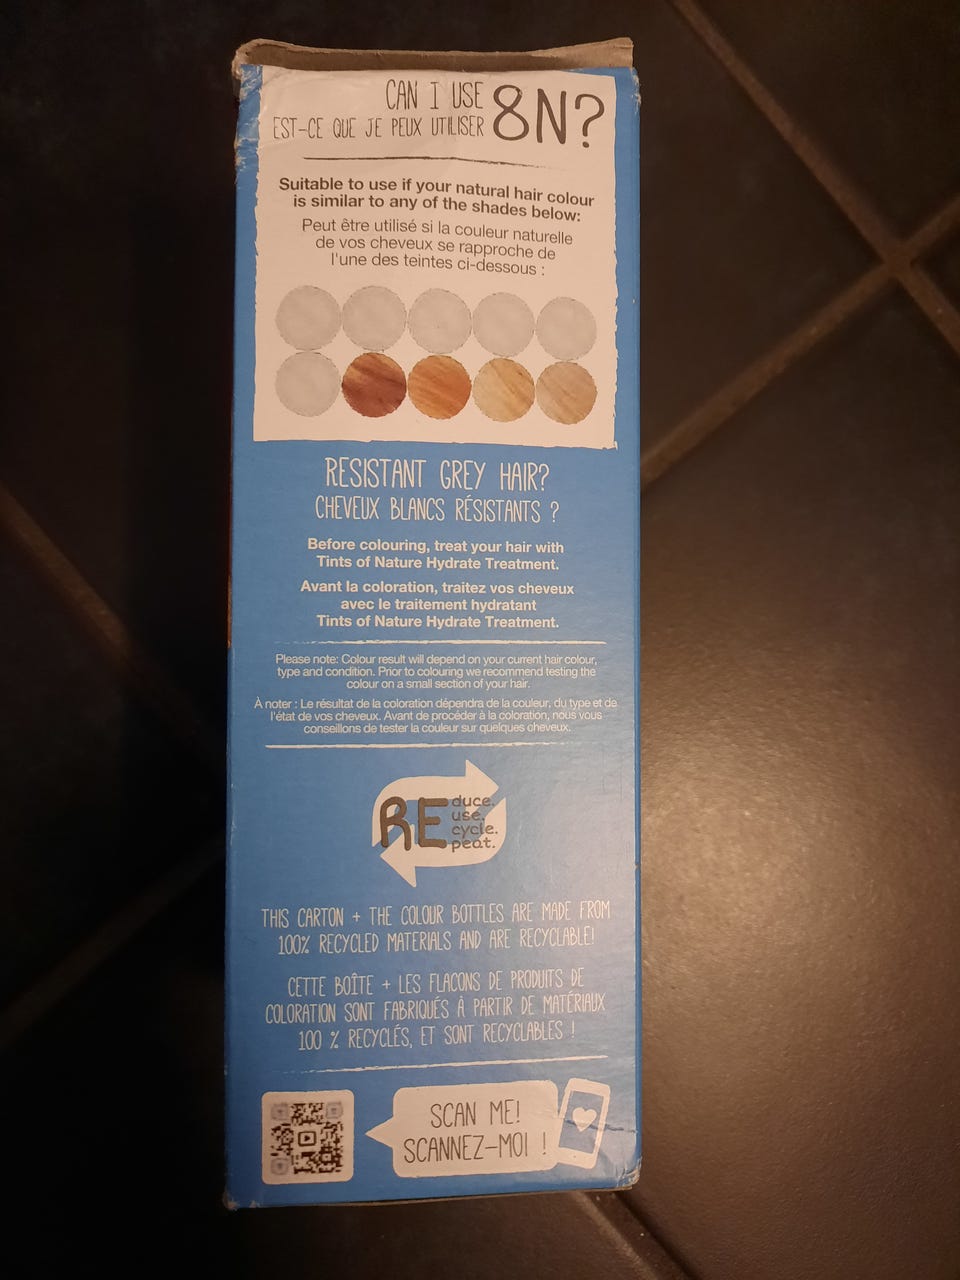 CAN I USE 8N?
EST-CE QUE JE PEUX UTILISER
Suitable to use if your natural hair colour
is similar to any of the shades below:
Peut être utilisé si la couleur naturelle
de vos cheveux se rapproche de
l'une des teintes ci-dessous :
RESISTANT GREY HAIR?
CHEVEUX BLANCS RÉSISTANTS ?
Before colouring, treat your hair with
Tints of Nature Hydrate Treatment.
Avant la coloration, traitez vos cheveux
avec le traitement hydratant
Tints of Nature Hydrate Treatment.
Please note: Colour result will depend on your current hair colour,
type and condition. Prior to colouring we recommend testing the
colour on a small section of your hair.
À noter : Le résultat de la coloration dépendra de la couleur, du type et de
l'état de vos cheveux. Avant de procéder à la coloration, nous vous
conseillons de tester la couleur sur quelques cheveux.
RE duce.
use.
cycle.
peat.
THIS CARTON + THE COLOUR BOTTLES ARE MADE FROM
100% RECYCLED MATERIALS AND ARE RECYCLABLE!
CETTE BOÎTE + LES FLACONS DE PRODUITS DE
COLORATION SONT FABRIQUÉS À PARTIR DE MATÉRIAUX
100 % RECYCLÉS, ET SONT RECYCLABLES !
SCAN ME!
SCANNEZ-MOI !